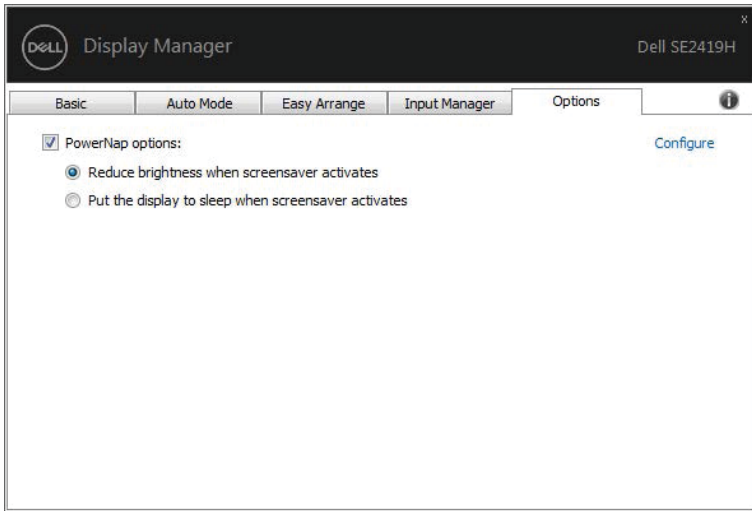 x
DELL Display Manager Dell SE2419H
Basic Auto Mode Easy Arrange Input Manager Options i
PowerNap options: Configure
Reduce brightness when screensaver activates
Put the display to sleep when screensaver activates